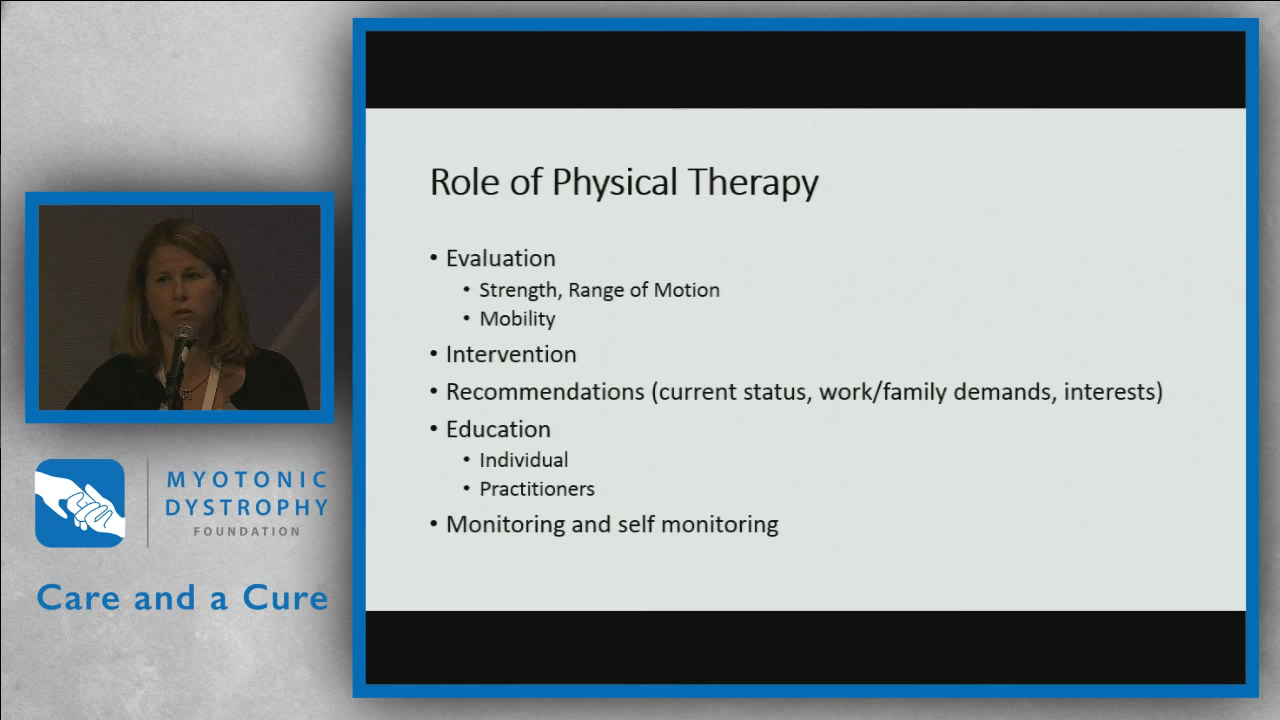 Role of Physical Therapy
• Evaluation
• Strength, Range of Motion
• Mobility
• Intervention
• Recommendations (current status, work/family demands, interests)
• Education
• Individual
• Practitioners
• Monitoring and self monitoring
MYOTONIC
DYSTROPHY
FOUNDATION
Care and a Cure